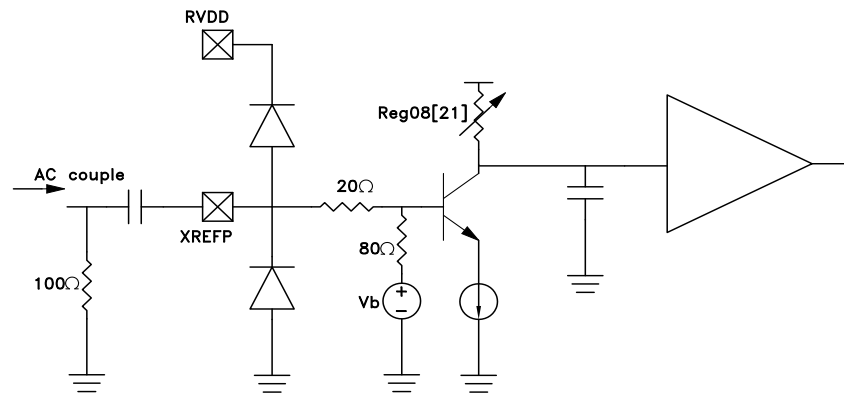 RVDD
Reg08[21]
AC couple
20Ω
XREFP
80Ω
100Ω
Vb
+
−